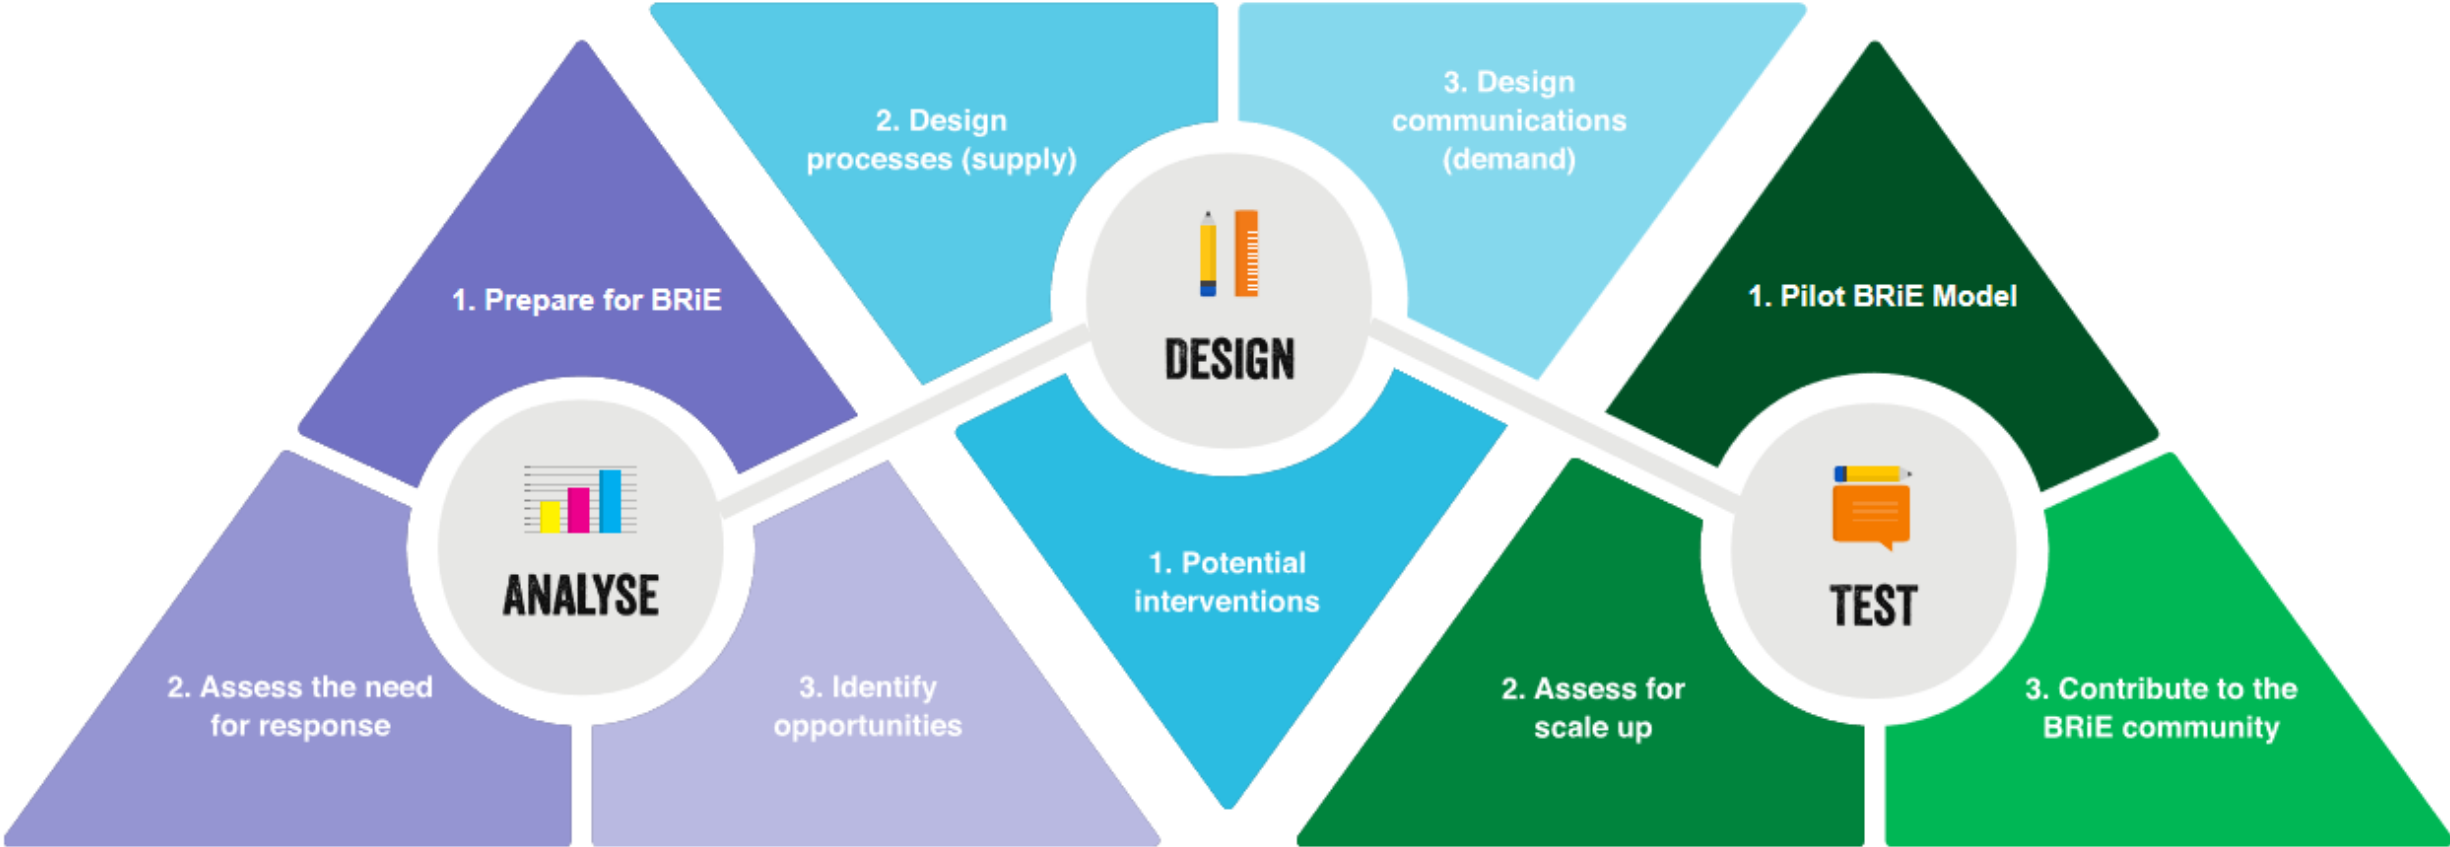 1. Prepare for BRiE
ANALYSE
2. Assess the need
for response
3. Identify
opportunities
DESIGN
1. Potential
interventions
2. Design
processes (supply)
3. Design
communications
(demand)
TEST
1. Pilot BRiE Model
2. Assess for
scale up
3. Contribute to the
BRiE community